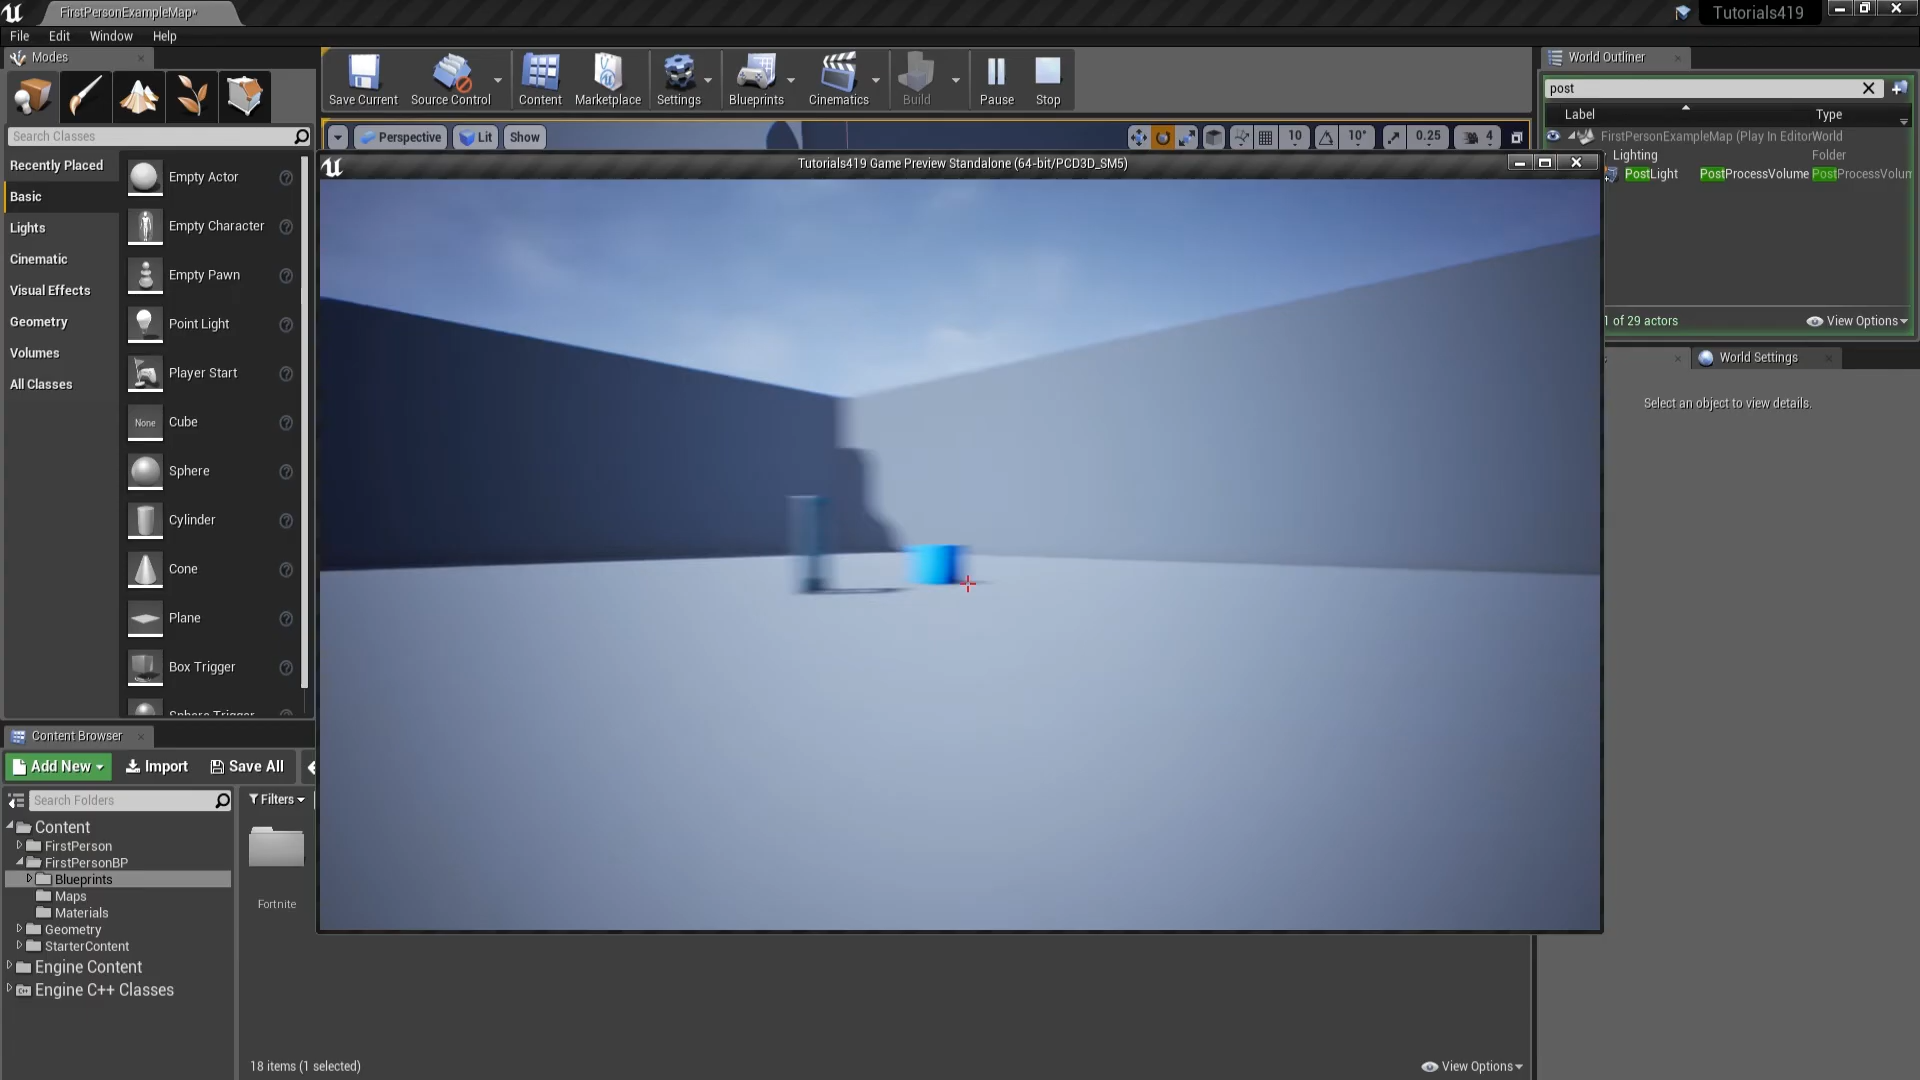 FirstPersonExampleMap*
Tutorials419
File Edit Window Help
Modes
Save Current Source Control Content Marketplace Settings Blueprints Cinematics Build Pause Stop
World Outliner
post
Label Type
FirstPersonExampleMap (Play In Editor World
Lighting Folder
PostLight PostProcessVolume PostProcessVolum
1 of 29 actors View Options
World Settings
Select an object to view details.
Search Classes
Perspective Lit Show 10 10° 0.25 4
Tutorials419 Game Preview Standalone (64-bit/PCD3D_SM5)
Recently Placed
Basic
Lights
Cinematic
Visual Effects
Geometry
Volumes
All Classes
Empty Actor
Empty Character
Empty Pawn
Point Light
Player Start
None Cube
Sphere
Cylinder
Cone
Plane
Box Trigger
Sphere Trigger
Content Browser
Add New Import Save All
Search Folders
Filters
Content
FirstPerson
FirstPersonBP
Blueprints
Maps
Materials
Geometry
StarterContent
Engine Content
Engine C++ Classes
Fortnite
18 items (1 selected) View Options